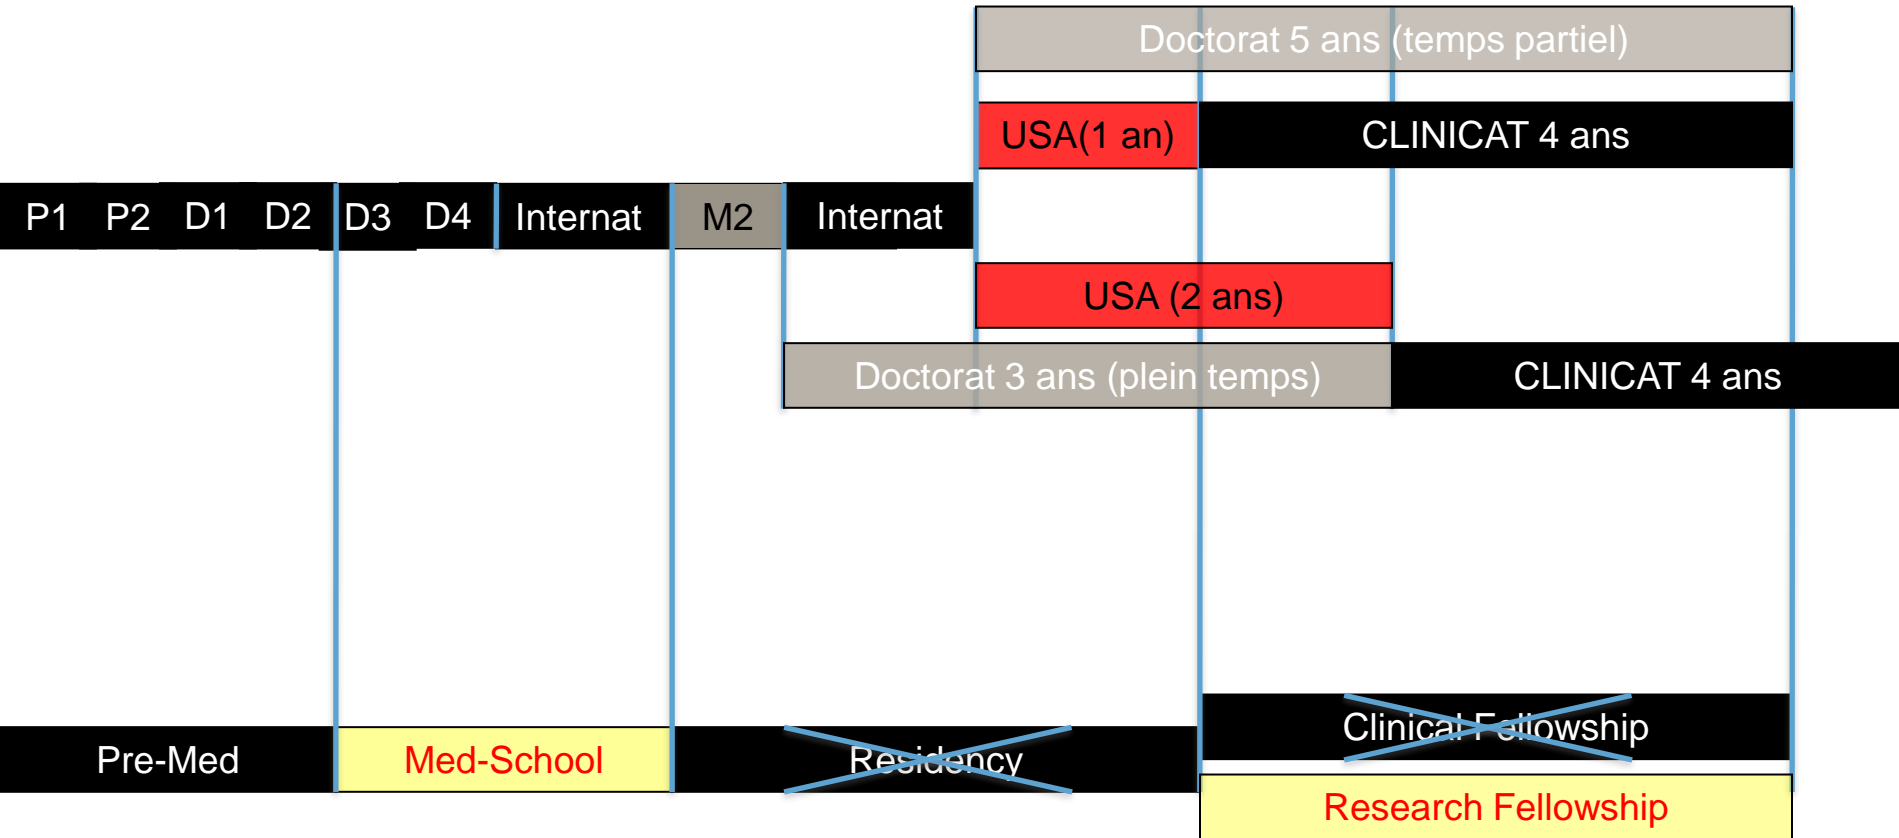 Doctorat 5 ans (temps partiel)
USA(1 an) CLINICAT 4 ans
P1 P2 D1 D2 D3 D4 Internat M2 Internat
USA (2 ans)
Doctorat 3 ans (plein temps) CLINICAT 4 ans
Clinical Fellowship
Pre-Med Med-School Residency
Research Fellowship